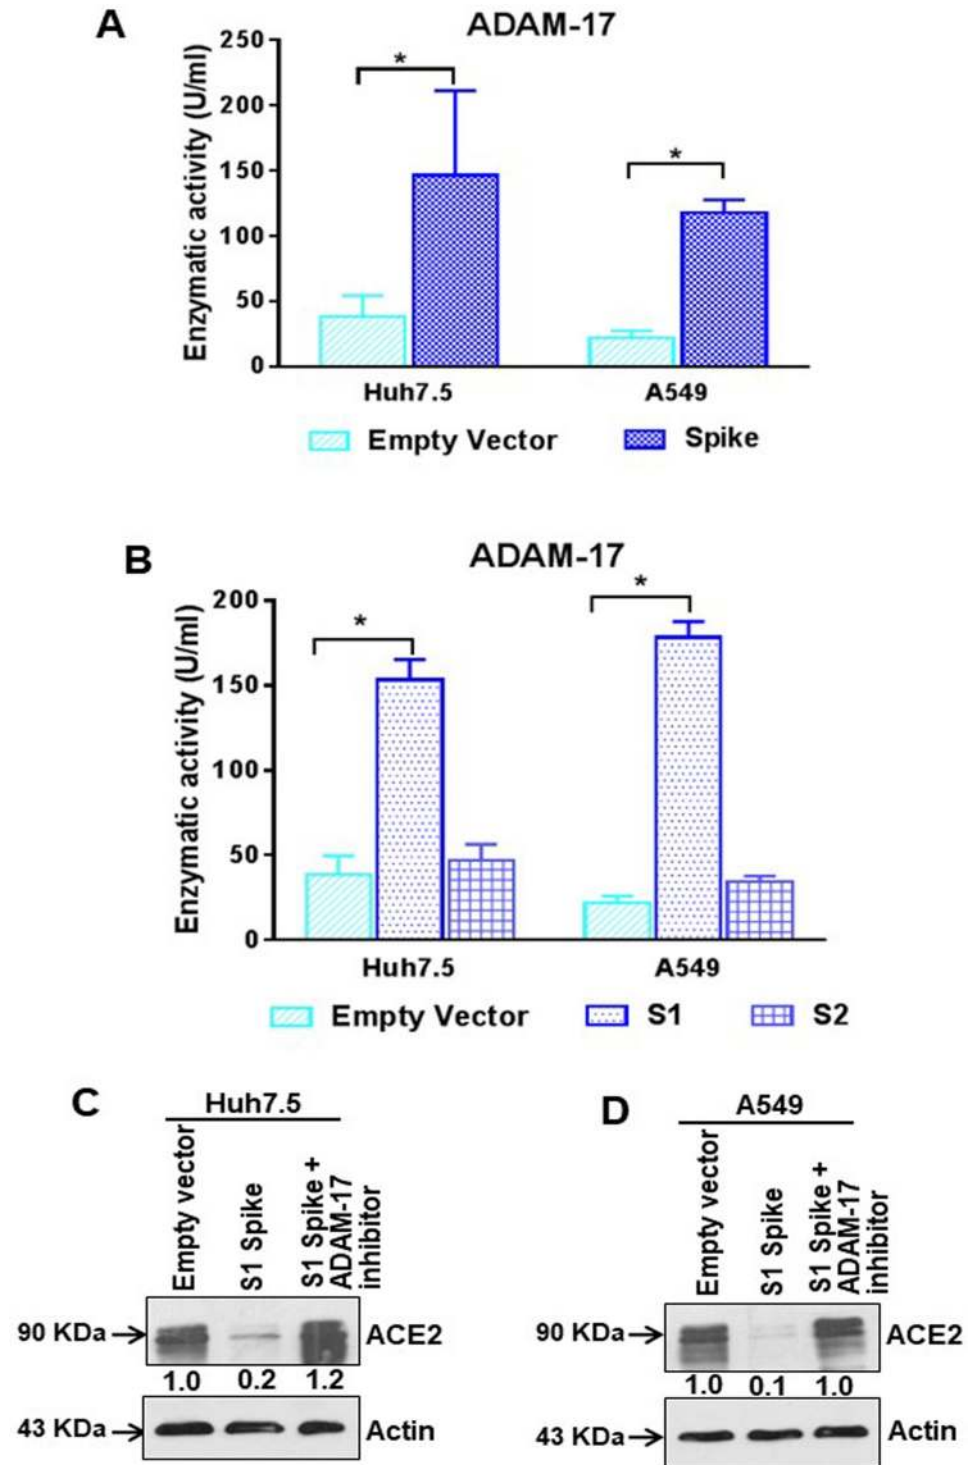 A
ADAM-17
Enzymatic activity (U/ml)
250
200
150
100
50
0
*
*
Huh7.5
A549
Empty Vector
Spike
B
ADAM-17
Enzymatic activity (U/ml)
200
150
100
50
0
*
*
Huh7.5
A549
Empty Vector
S1
S2
C
Huh7.5
Empty vector
S1 Spike
S1 Spike +
ADAM-17
inhibitor
90 KDa
ACE2
1.0 0.2 1.2
43 KDa
Actin
D
A549
Empty vector
S1 Spike
S1 Spike +
ADAM-17
inhibitor
90 KDa
ACE2
1.0 0.1 1.0
43 KDa
Actin